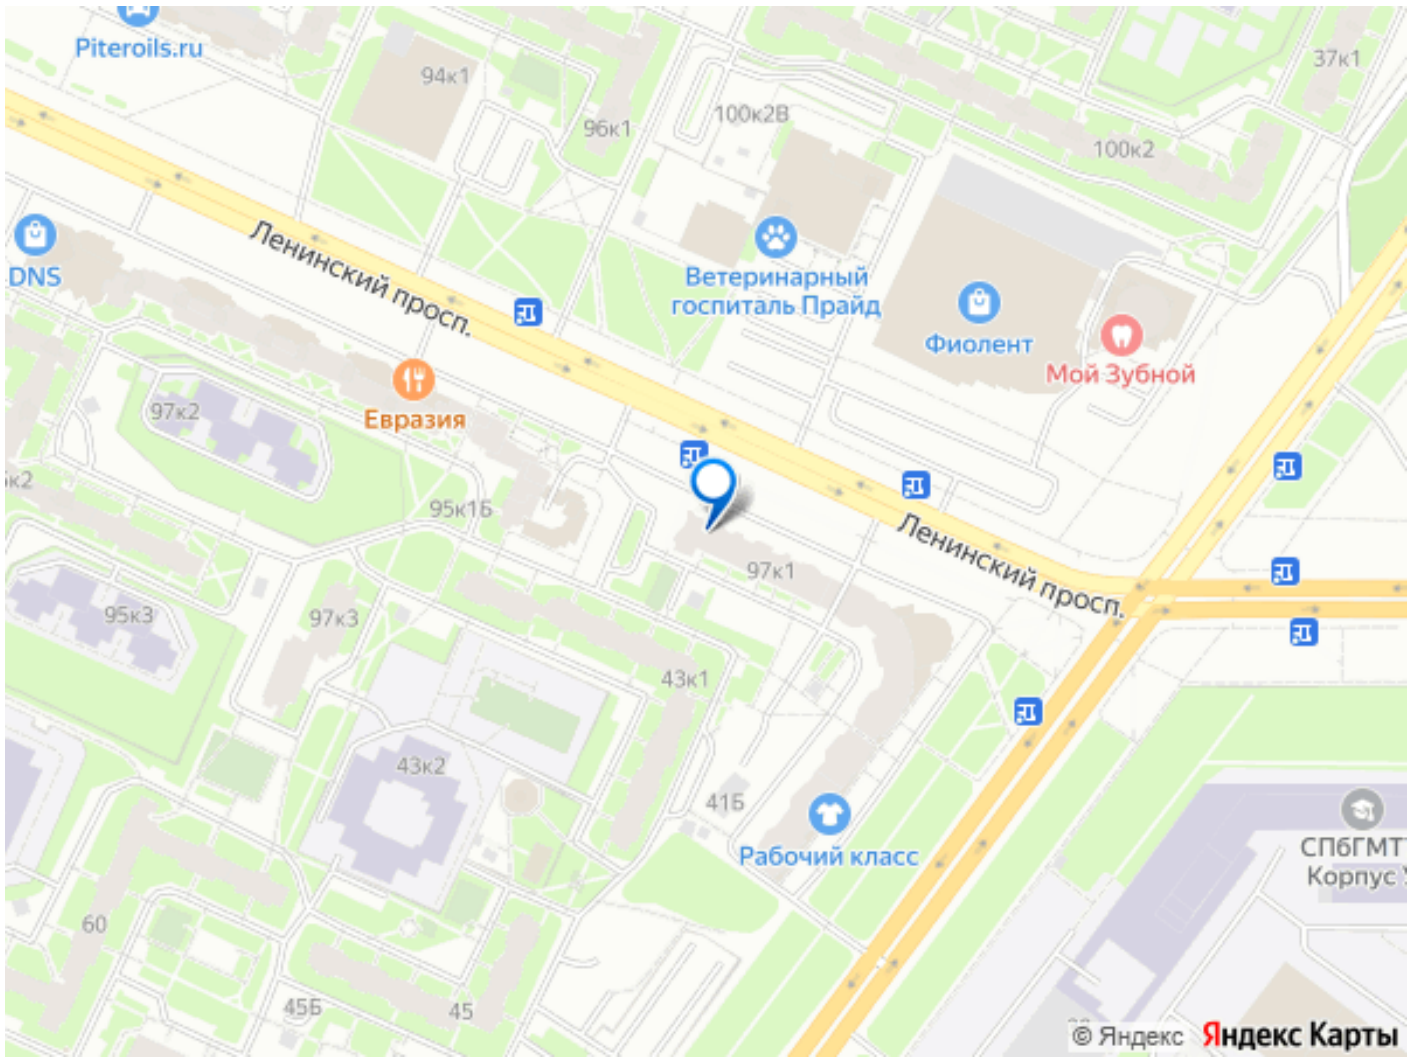 Piteroils.ru
94к1
37к1
96к1
100к2В
100к2
Ленинский просп.
DNS
Ветеринарный
госпиталь Прайд
Фиолент
Мой Зубной
97к2
Евразия
95к1Б
Ленинский просп.
97к1
95к3
97к3
43к1
43к2
41Б
Рабочий класс
СПбГМТ
Корпус У
60
45Б
45
© Яндекс Яндекс Карты